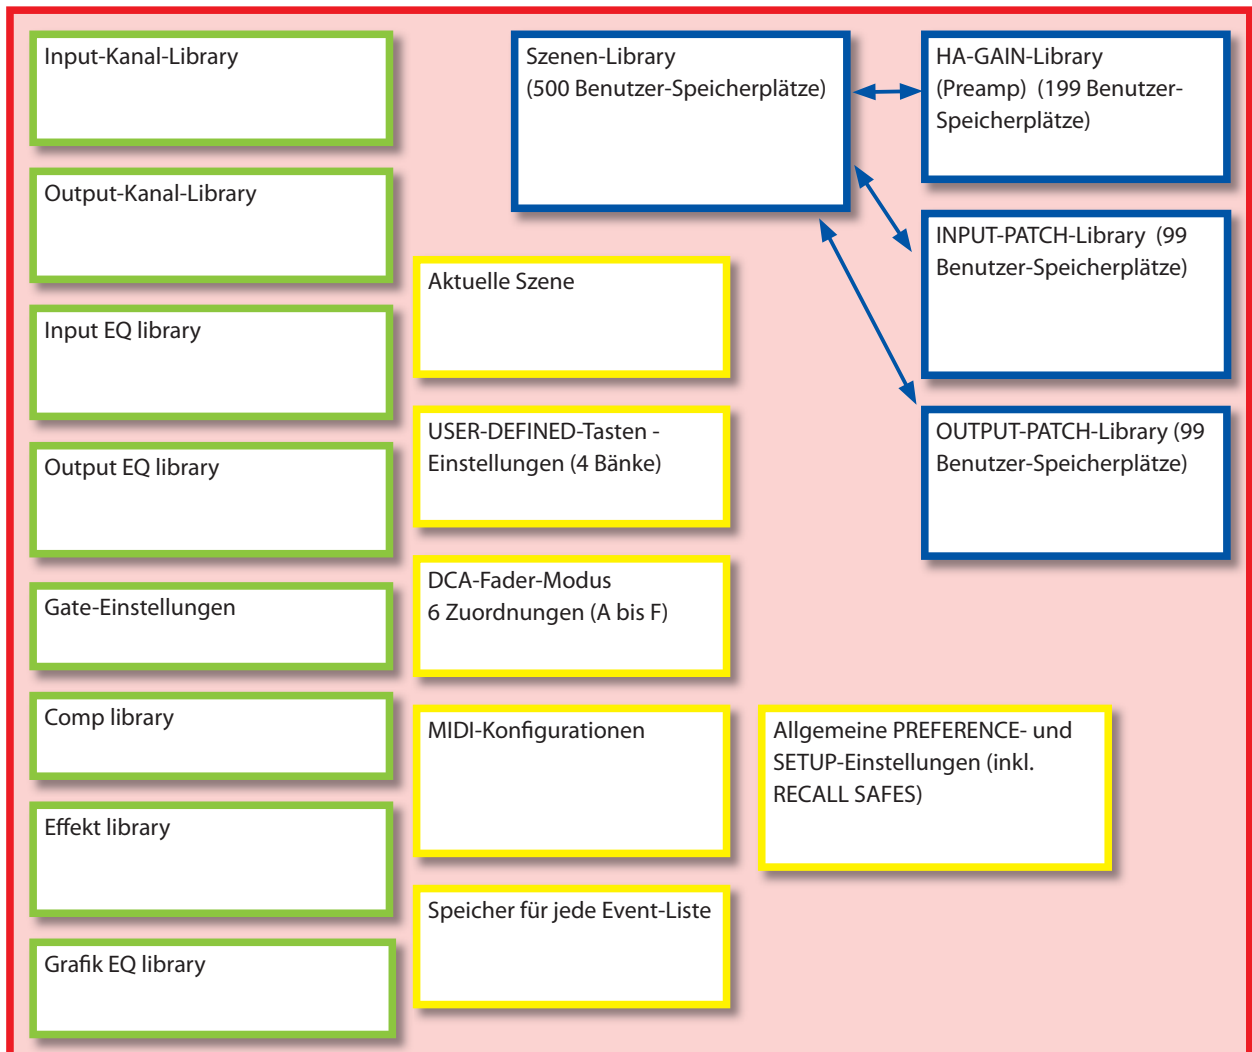 Input-Kanal-Library
Output-Kanal-Library
Input EQ library
Output EQ library
Gate-Einstellungen
Comp library
Effekt library
Grafik EQ library
Aktuelle Szene
USER-DEFINED-Tasten -
Einstellungen (4 Bänke)
DCA-Fader-Modus
6 Zuordnungen (A bis F)
MIDI-Konfigurationen
Speicher für jede Event-Liste
Szenen-Library
(500 Benutzer-Speicherplätze)
HA-GAIN-Library
(Preamp) (199 Benutzer-
Speicherplätze)
INPUT-PATCH-Library (99
Benutzer-Speicherplätze)
OUTPUT-PATCH-Library (99
Benutzer-Speicherplätze)
Allgemeine PREFERENCE- und
SETUP-Einstellungen (inkl.
RECALL SAFES)